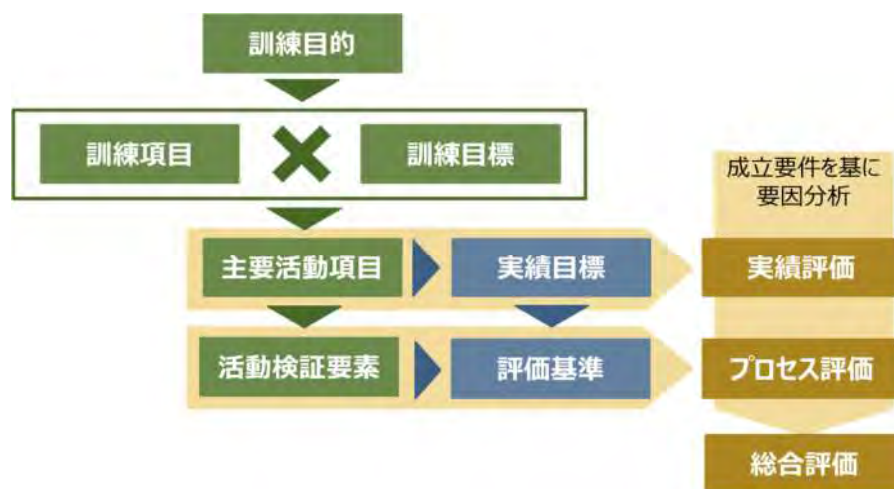 訓練目的
訓練項目
訓練目標
成立要件を基に
要因分析
主要活動項目
実績目標
実績評価
活動検証要素
評価基準
プロセス評価
総合評価